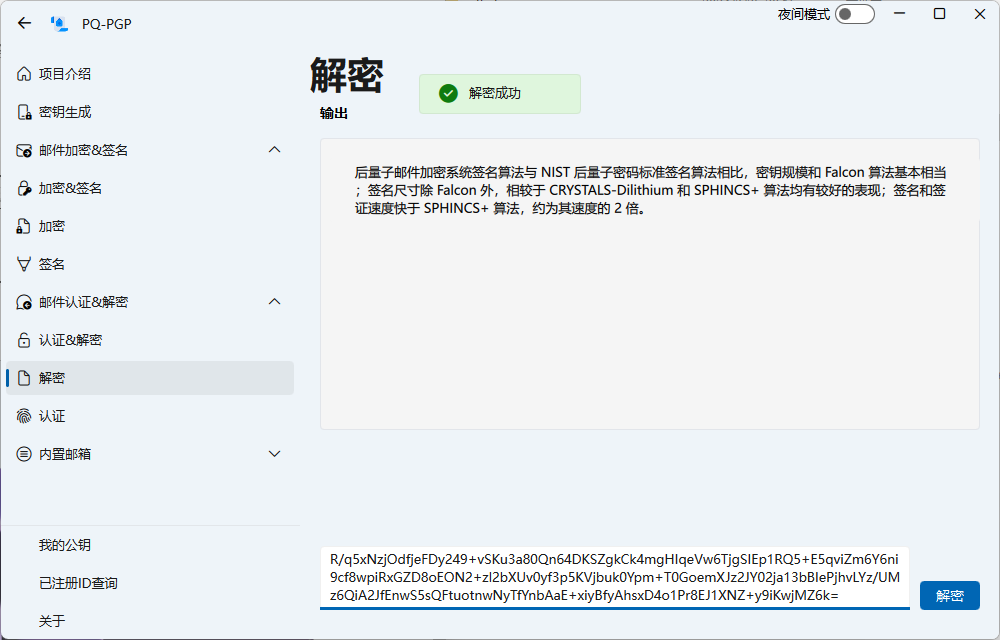 PQ-PGP
夜间模式
项目介绍
密钥生成
邮件加密&签名
加密&签名
加密
签名
邮件认证&解密
认证&解密
解密
认证
内置邮箱
我的公钥
已注册ID查询
关于
解密
解密成功
输出
后量子邮件加密系统签名算法与 NIST 后量子密码标准签名算法相比，密钥规模和 Falcon 算法基本相当
；签名尺寸除 Falcon 外，相较于 CRYSTALS-Dilithium 和 SPHINCS+ 算法均有较好的表现；签名和签
证速度快于 SPHINCS+ 算法，约为其速度的 2 倍。
R/q5xNzjOdfjeFDy249+vSKu3a80Qn64DKSZgkCk4mgHIqeVw6TjgSIEp1RQ5+E5qviZm6Y6ni
9cf8wpiRxGZD8oEON2+zl2bXUv0yf3p5KVjbuk0Ypm+T0GoemXJz2JY02ja13bBIePjhvLYz/UM
z6QiA2JfEnwS5sQFtuotnwNyTfYnbAaE+xiyBfyAhsxD4o1Pr8EJ1XNZ+y9iKwjMZ6k=
解密